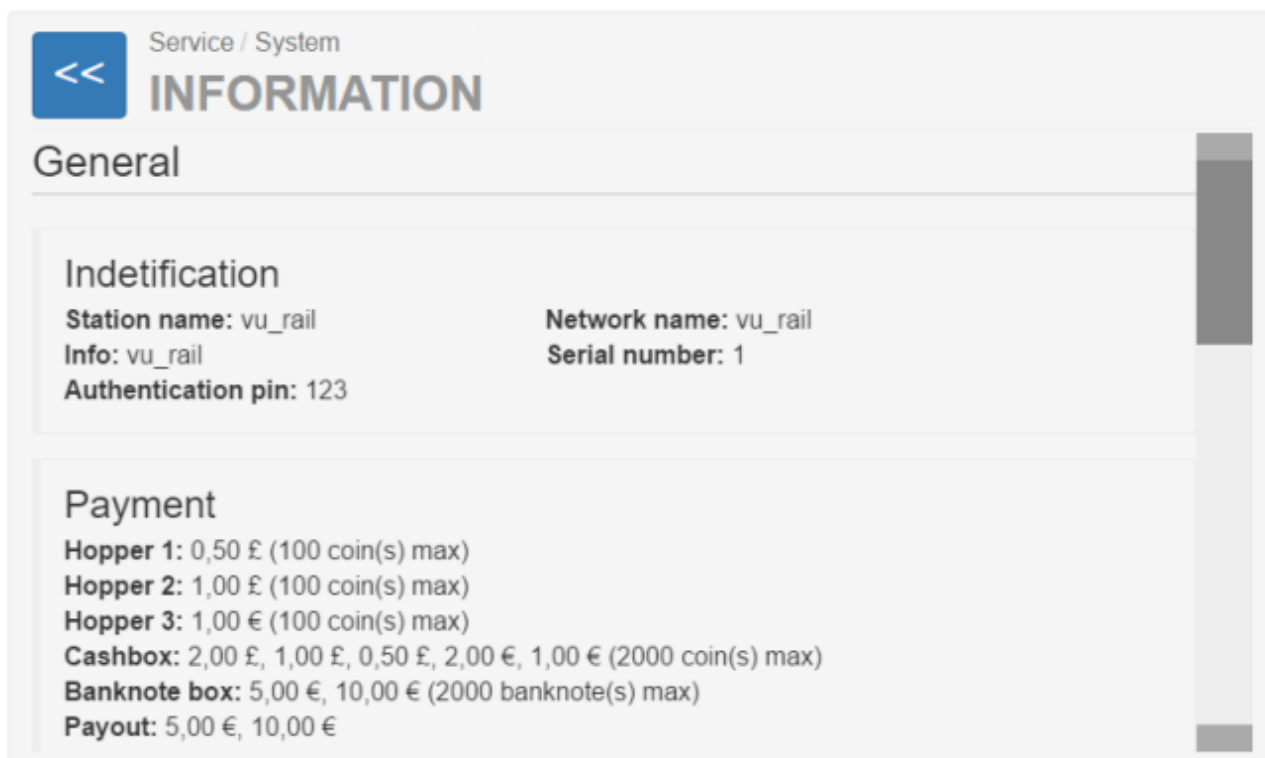 <<
Service / System
INFORMATION
General
Indetification
Station name: vu_rail Network name: vu_rail
Info: vu_rail Serial number: 1
Authentication pin: 123
Payment
Hopper 1: 0,50 £ (100 coin(s) max)
Hopper 2: 1,00 £ (100 coin(s) max)
Hopper 3: 1,00 € (100 coin(s) max)
Cashbox: 2,00 £, 1,00 £, 0,50 £, 2,00 €, 1,00 € (2000 coin(s) max)
Banknote box: 5,00 €, 10,00 € (2000 banknote(s) max)
Payout: 5,00 €, 10,00 €